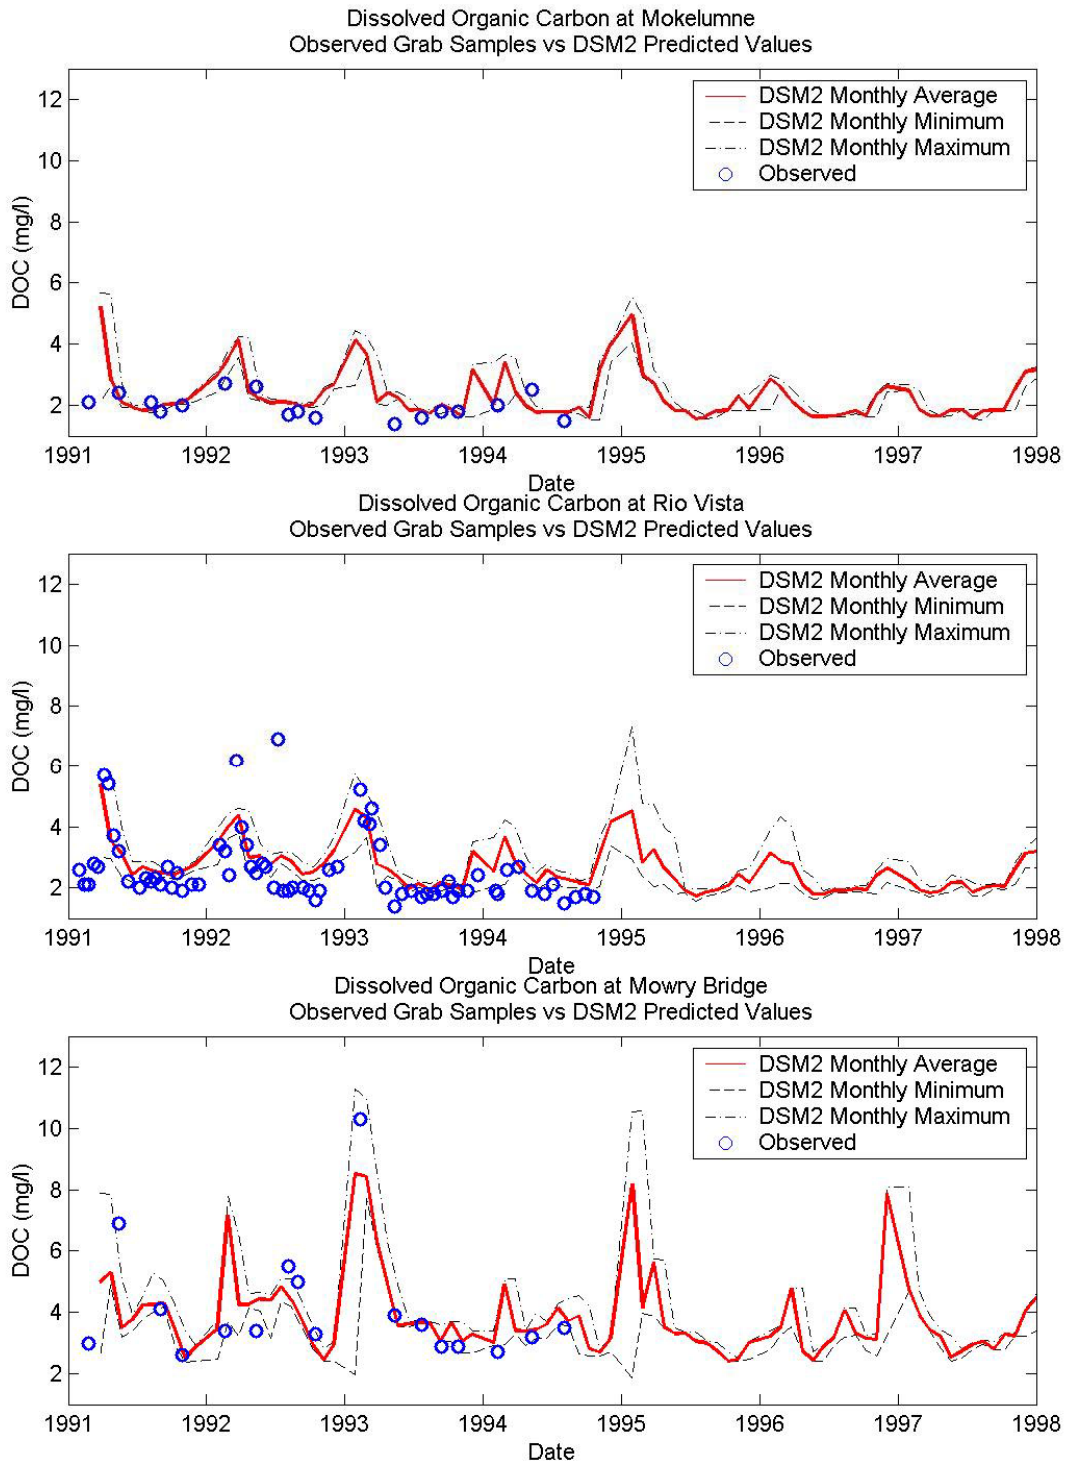 Dissolved Organic Carbon at Mokelumne
Observed Grab Samples vs DSM2 Predicted Values
DSM2 Monthly Average
DSM2 Monthly Minimum
DSM2 Monthly Maximum
Observed
12
10
8
6
4
2
DOC (mg/l)
1991 1992 1993 1994 1995 1996 1997 1998
Date
Dissolved Organic Carbon at Rio Vista
Observed Grab Samples vs DSM2 Predicted Values
DSM2 Monthly Average
DSM2 Monthly Minimum
DSM2 Monthly Maximum
Observed
12
10
8
6
4
2
DOC (mg/l)
1991 1992 1993 1994 1995 1996 1997 1998
Date
Dissolved Organic Carbon at Mowry Bridge
Observed Grab Samples vs DSM2 Predicted Values
DSM2 Monthly Average
DSM2 Monthly Minimum
DSM2 Monthly Maximum
Observed
12
10
8
6
4
2
DOC (mg/l)
1991 1992 1993 1994 1995 1996 1997 1998
Date